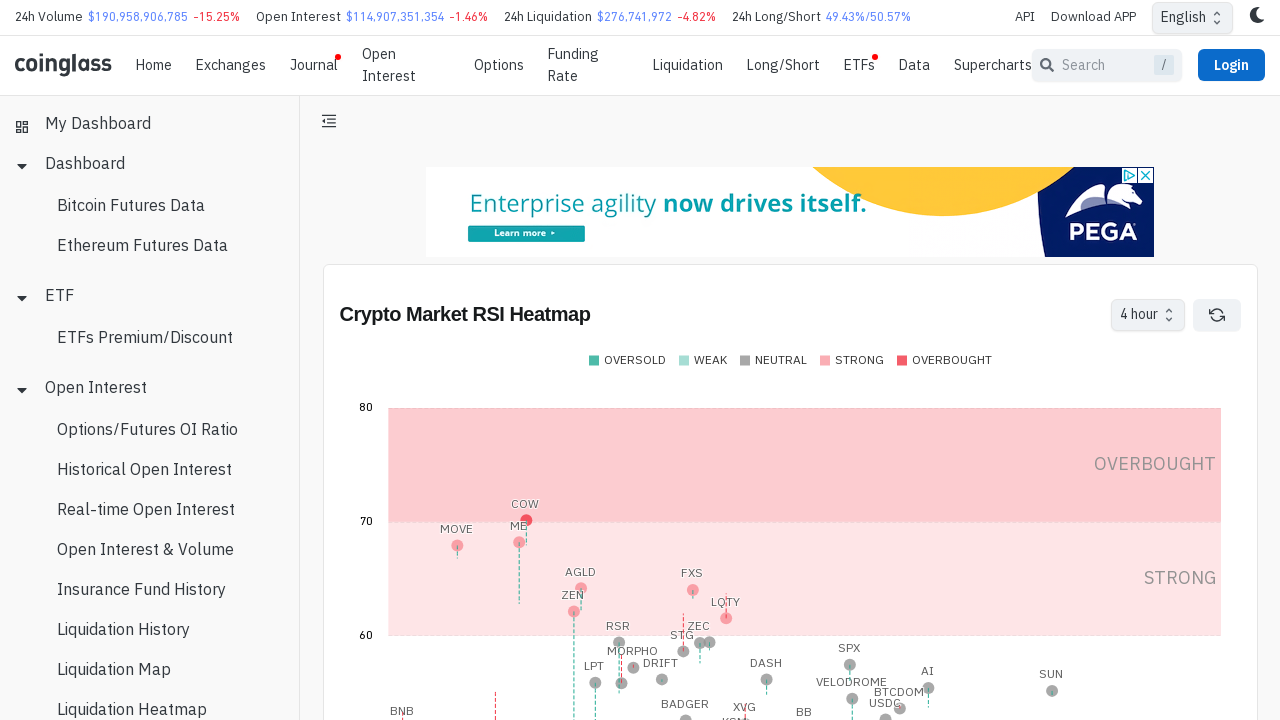 24h Volume $190,958,906,785 -15.25% Open Interest $114,907,351,354 -1.46% 24h Liquidation $276,741,972 -4.82% 24h Long/Short 49.43%/50.57% API Download APP English
coinglass Home Exchanges Journal Open Interest Options Funding Rate Liquidation Long/Short ETFs Data Supercharts Search / Login
My Dashboard
Dashboard
Bitcoin Futures Data
Ethereum Futures Data
ETF
ETFs Premium/Discount
Open Interest
Options/Futures OI Ratio
Historical Open Interest
Real-time Open Interest
Open Interest & Volume
Insurance Fund History
Liquidation History
Liquidation Map
Liquidation Heatmap
Enterprise agility now drives itself.
Learn more
PEGA
Crypto Market RSI Heatmap
4 hour
OVERSOLD WEAK NEUTRAL STRONG OVERBOUGHT
80
OVERBOUGHT
COW
70
ME
MOVE
AGLD FXS
STRONG
ZEN LQTY
RSR ZEC
60
STG
MORPHO SPX
LPT DRIFT DASH
AI
SUN
VELODROME
BTCDOM
BADGER USDC
XVG
BNB BB